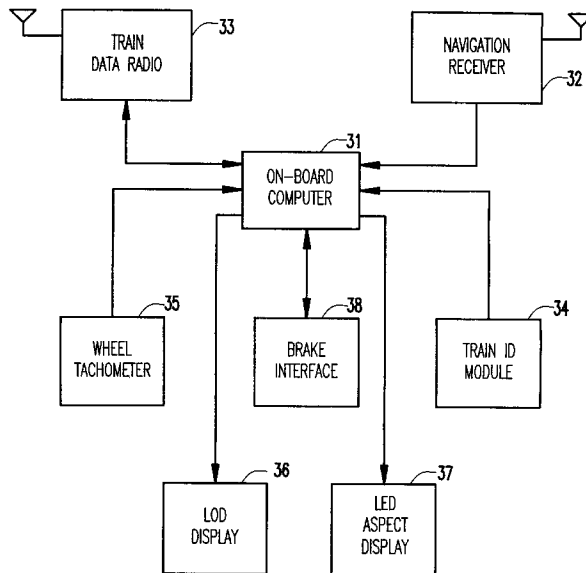 TRAIN
DATA RADIO
33
NAVIGATION
RECEIVER
32
31
ON-BOARD
COMPUTER
35
WHEEL
TACHOMETER
38
BRAKE
INTERFACE
34
TRAIN ID
MODULE
36
LOD
DISPLAY
37
LED
ASPECT
DISPLAY